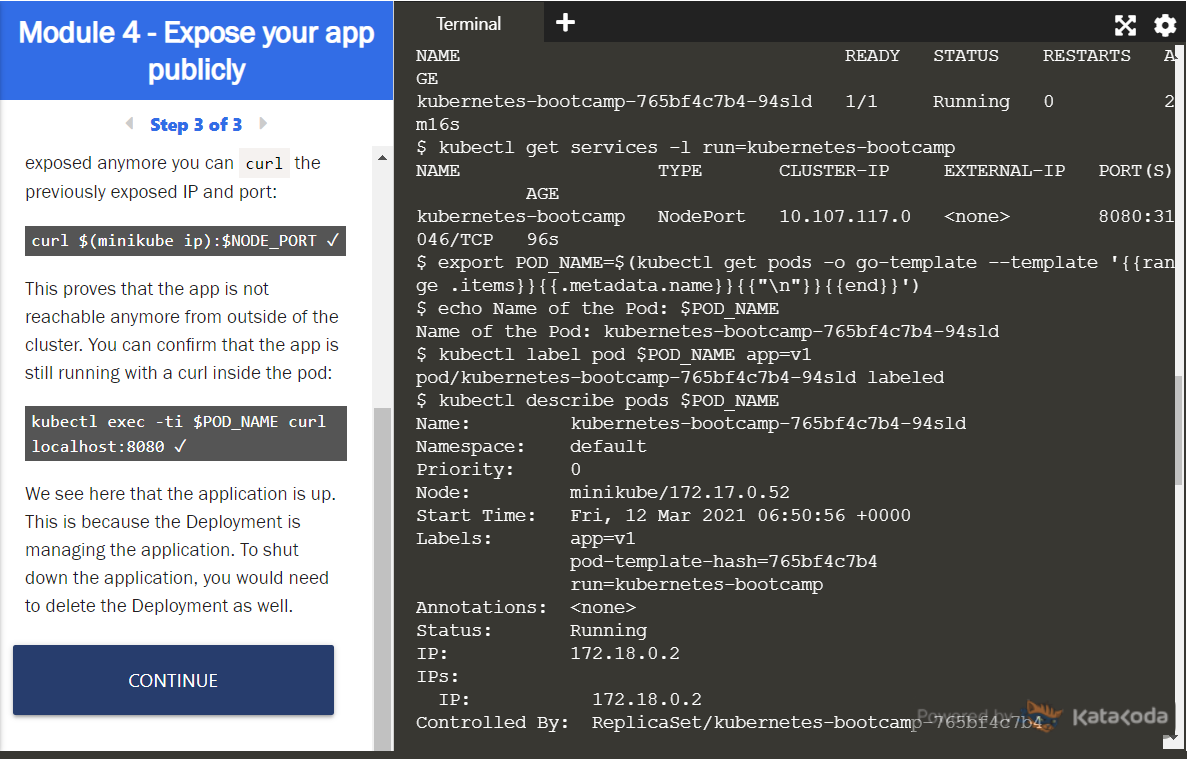 Module 4 - Expose your app
publicly
Step 3 of 3
exposed anymore you can curl the
previously exposed IP and port:
curl $(minikube ip):$NODE_PORT ✓
This proves that the app is not
reachable anymore from outside of the
cluster. You can confirm that the app is
still running with a curl inside the pod:
kubectl exec -ti $POD_NAME curl
localhost:8080 ✓
We see here that the application is up.
This is because the Deployment is
managing the application. To shut
down the application, you would need
to delete the Deployment as well.
CONTINUE
Terminal +
NAME READY STATUS RESTARTS A
GE
kubernetes-bootcamp-765bf4c7b4-94sld 1/1 Running 0 2
m16s
$ kubectl get services -l run=kubernetes-bootcamp
NAME TYPE CLUSTER-IP EXTERNAL-IP PORT(S)
AGE
kubernetes-bootcamp NodePort 10.107.117.0 <none> 8080:31
046/TCP 96s
$ export POD_NAME=$(kubectl get pods -o go-template --template '{{ran
ge .items}}{{.metadata.name}}{{"\n"}}{{end}}')
$ echo Name of the Pod: $POD_NAME
Name of the Pod: kubernetes-bootcamp-765bf4c7b4-94sld
$ kubectl label pod $POD_NAME app=v1
pod/kubernetes-bootcamp-765bf4c7b4-94sld labeled
$ kubectl describe pods $POD_NAME
Name: kubernetes-bootcamp-765bf4c7b4-94sld
Namespace: default
Priority: 0
Node: minikube/172.17.0.52
Start Time: Fri, 12 Mar 2021 06:50:56 +0000
Labels: app=v1
pod-template-hash=765bf4c7b4
run=kubernetes-bootcamp
Annotations: <none>
Status: Running
IP: 172.18.0.2
IPs:
IP: 172.18.0.2
Controlled By: ReplicaSet/kubernetes-bootcamp-765bf4c7b4
Powered by Katacoda